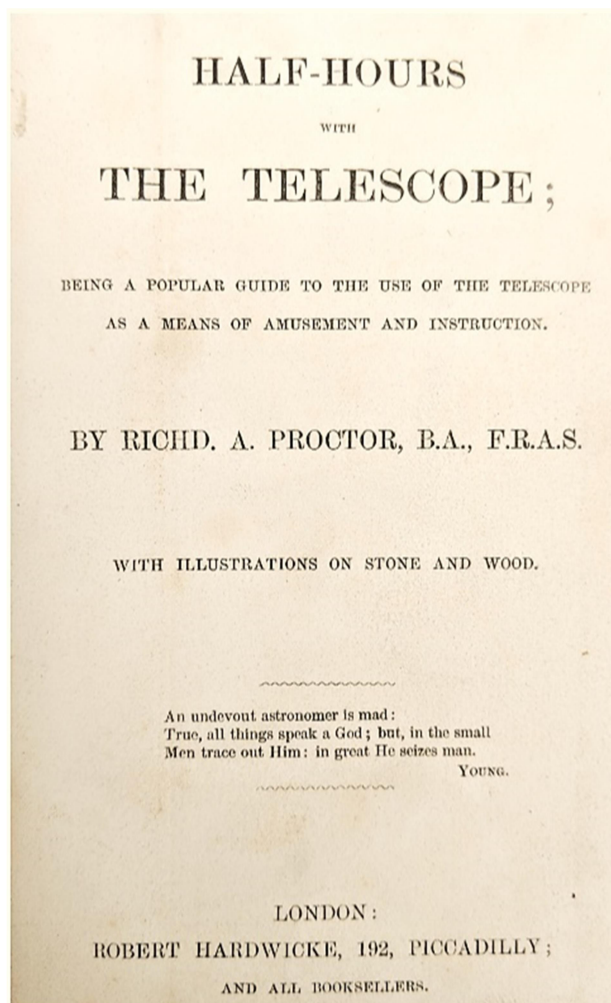 HALF-HOURS
WITH
THE TELESCOPE;
BEING A POPULAR GUIDE TO THE USE OF THE TELESCOPE
AS A MEANS OF AMUSEMENT AND INSTRUCTION.
BY RICHD. A. PROCTOR, B.A., F.R.A.S.
WITH ILLUSTRATIONS ON STONE AND WOOD.
An undevout astronomer is mad:
True, all things speak a God; but, in the small
Men trace out Him: in great He seizes man.
YOUNG.
LONDON:
ROBERT HARDWICKE, 192, PICCADILLY;
AND ALL BOOKSELLERS.